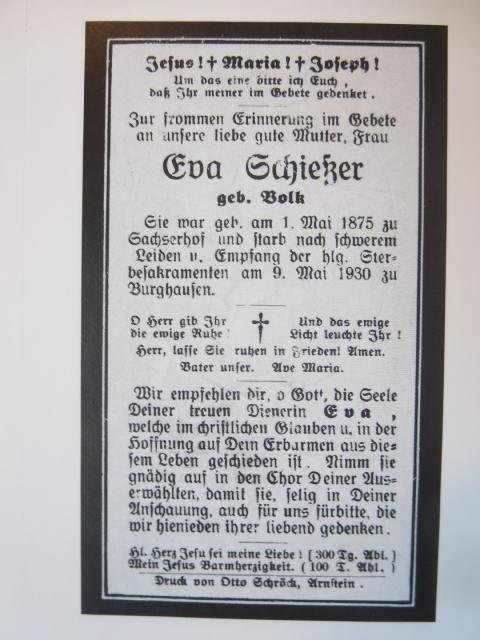 Jesus! † Maria! † Joseph!
Um das eine bitte ich Euch,
daß Ihr meiner im Gebete gedenket.
Zur frommen Erinnerung im Gebete
an unsere liebe gute Mutter, Frau
Eva Schießer
geb. Volk
Sie war geb. am 1. Mai 1875 zu
Sachserhof und starb nach schwerem
Leiden u. Empfang der hlg. Ster-
besakramenten am 9. Mai 1930 zu
Burghausen.
O Herr gib Ihr
die ewige Ruhe!
†
Und das ewige
Licht leuchte Ihr!
Herr, lasse Sie ruhen in Frieden! Amen.
Vater unser. Ave Maria.
Wir empfehlen dir, o Gott, die Seele
Deiner treuen Dienerin Eva,
welche im christlichen Glauben u. in der
Hoffnung auf Dein Erbarmen aus die-
sem Leben geschieden ist. Nimm sie
gnädig auf in den Chor Deiner Aus-
erwählten, damit sie, selig in Deiner
Anschauung, auch für uns fürbitte, die
wir hienieden ihrer liebend gedenken.
Hl. Herz Jesu sei meine Liebe! [300 Tg. Abl.]
Mein Jesus Barmherzigkeit. (100 T. Abl.)
Druck von Otto Schröck, Arnstein.